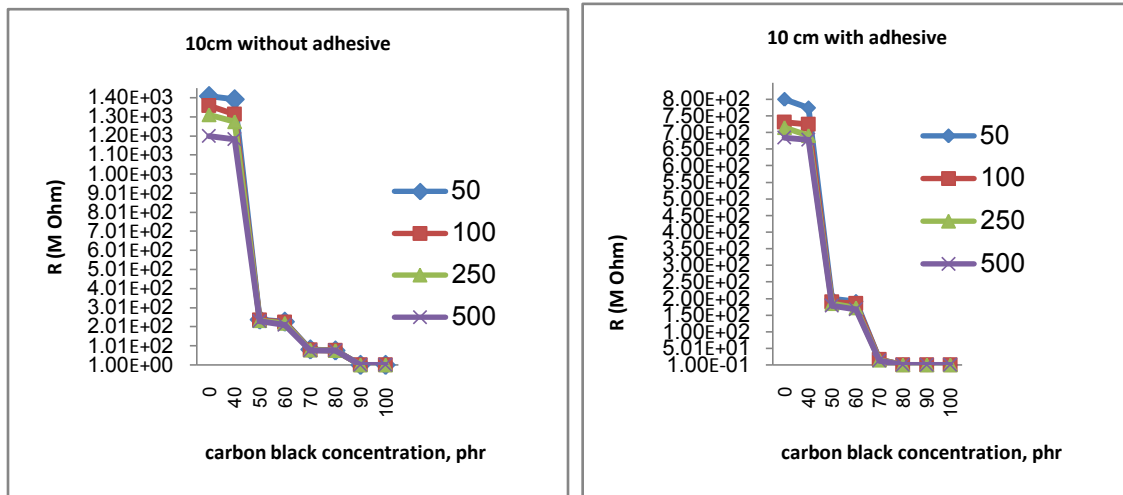 10cm without adhesive
R (M Ohm)
1.40E+03
1.30E+03
1.20E+03
1.10E+03
1.00E+03
9.01E+02
8.01E+02
7.01E+02
6.01E+02
5.01E+02
4.01E+02
3.01E+02
2.01E+02
1.01E+02
1.00E+00
0 40 50 60 70 80 90 100
carbon black concentration, phr
50
100
250
500
10 cm with adhesive
R (M Ohm)
8.00E+02
7.50E+02
7.00E+02
6.50E+02
6.00E+02
5.50E+02
5.00E+02
4.50E+02
4.00E+02
3.50E+02
3.00E+02
2.50E+02
2.00E+02
1.50E+02
1.00E+02
5.01E+01
1.00E-01
0 40 50 60 70 80 90 100
carbon black concentration, phr
50
100
250
500